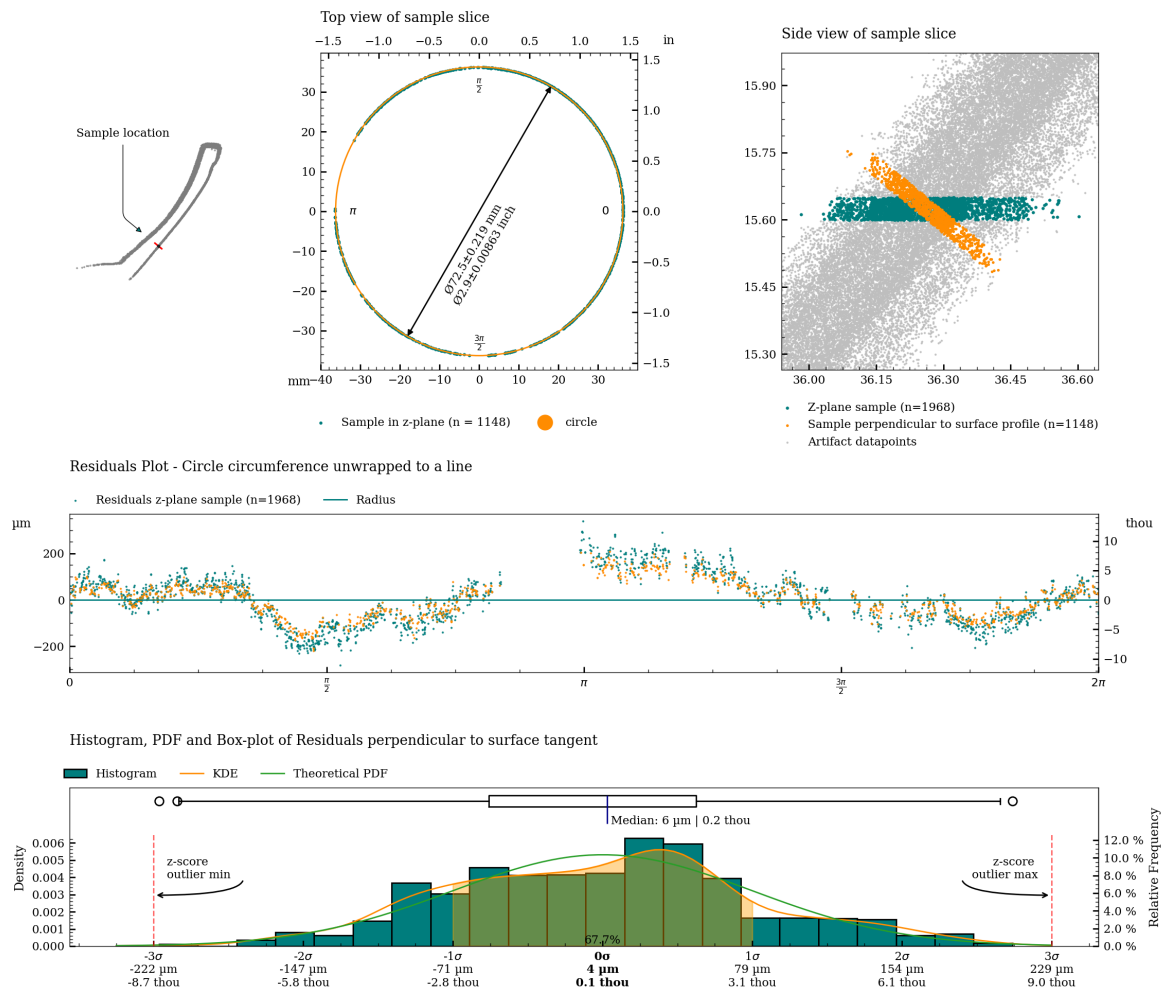 Top view of sample slice
−1.5 −1.0 −0.5 0.0 0.5 1.0 1.5 in
Side view of sample slice
Sample location
30
20
10
0
−10
−20
−30
1.5
1.0
0.5
0.0
−0.5
−1.0
−1.5
π/2
π
0
3π/2
Ø72.5±0.219 mm
Ø2.9±0.00863 inch
mm −40 −30 −20 −10 0 10 20 30
15.90
15.75
15.60
15.45
15.30
36.00 36.15 36.30 36.45 36.60
Sample in z-plane (n = 1148) circle
Z-plane sample (n=1968)
Sample perpendicular to surface profile (n=1148)
Artifact datapoints
Residuals Plot - Circle circumference unwrapped to a line
Residuals z-plane sample (n=1968) Radius
µm
thou
200
0
−200
10
5
0
−5
−10
0 π/2 π 3π/2 2π
Histogram, PDF and Box-plot of Residuals perpendicular to surface tangent
Histogram KDE Theoretical PDF
Median: 6 µm | 0.2 thou
Density
0.006
0.005
0.004
0.003
0.002
0.001
0.000
z-score
outlier min
z-score
outlier max
67.7%
12.0 %
10.0 %
8.0 %
6.0 %
4.0 %
2.0 %
0.0 %
Relative Frequency
-3σ -2σ -1σ 0σ 1σ 2σ 3σ
-222 µm -147 µm -71 µm 4 µm 79 µm 154 µm 229 µm
-8.7 thou -5.8 thou -2.8 thou 0.1 thou 3.1 thou 6.1 thou 9.0 thou